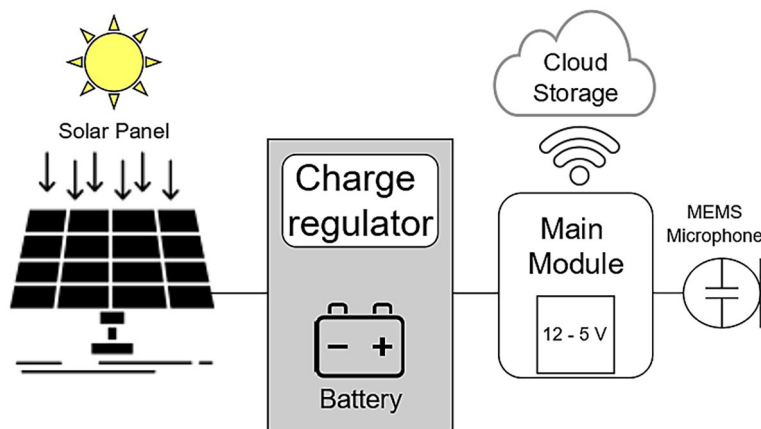 Solar Panel
Charge
regulator
Battery
Cloud
Storage
Main
Module
12 - 5 V
MEMS
Microphone